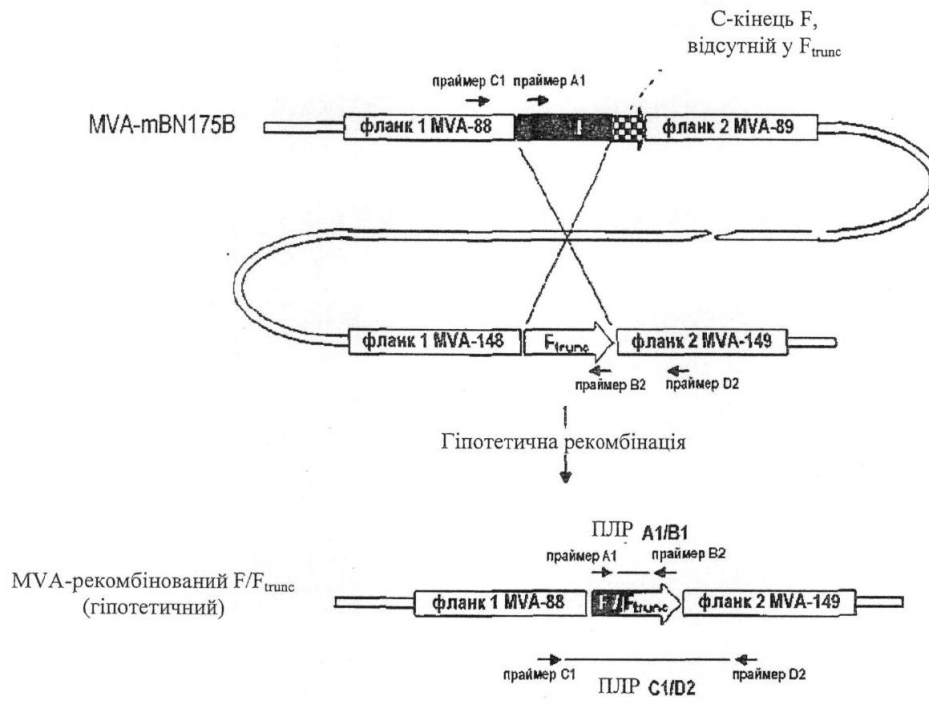 С-кінець F,
відсутній у Ftrunc
праймер C1 праймер A1
MVA-mBN175B
фланк 1 MVA-88 фланк 2 MVA-89
фланк 1 MVA-148 Ftrunc фланк 2 MVA-149
праймер B2 праймер D2
Гіпотетична рекомбінація
ПЛР A1/B1
праймер A1 праймер B2
MVA-рекомбінований F/Ftrunc
(гіпотетичний)
фланк 1 MVA-88 F/Ftrunc фланк 2 MVA-149
праймер C1 праймер D2
ПЛР C1/D2